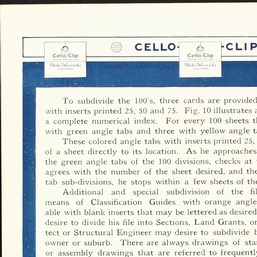 Cello-Clip
Cello-Clip
CELLO-CLIP
To subdivide the 100's, three cards are provided
with inserts printed 25, 50 and 75. Fig. 10 illustrates a
a complete numerical index. For every 100 sheets th
with green angle tabs and three with yellow angle ta
These colored angle tabs with inserts printed 25,
of a sheet directly to its location. As he approaches
the green angle tabs of the 100 divisions, checks at
agrees with the number of the sheet desired, and the
tab sub-divisions, he stops within a few sheets of the
Additional and special subdivision of the fil
means of Classification Guides with orange angle
able with blank inserts that may be lettered as desired
desire to divide his file into Sections, Land Grants, or
tect or Structural Engineer may desire to subdivide b
owner or suburb. There are always drawings of sta
or assembly drawings that are referred to frequently